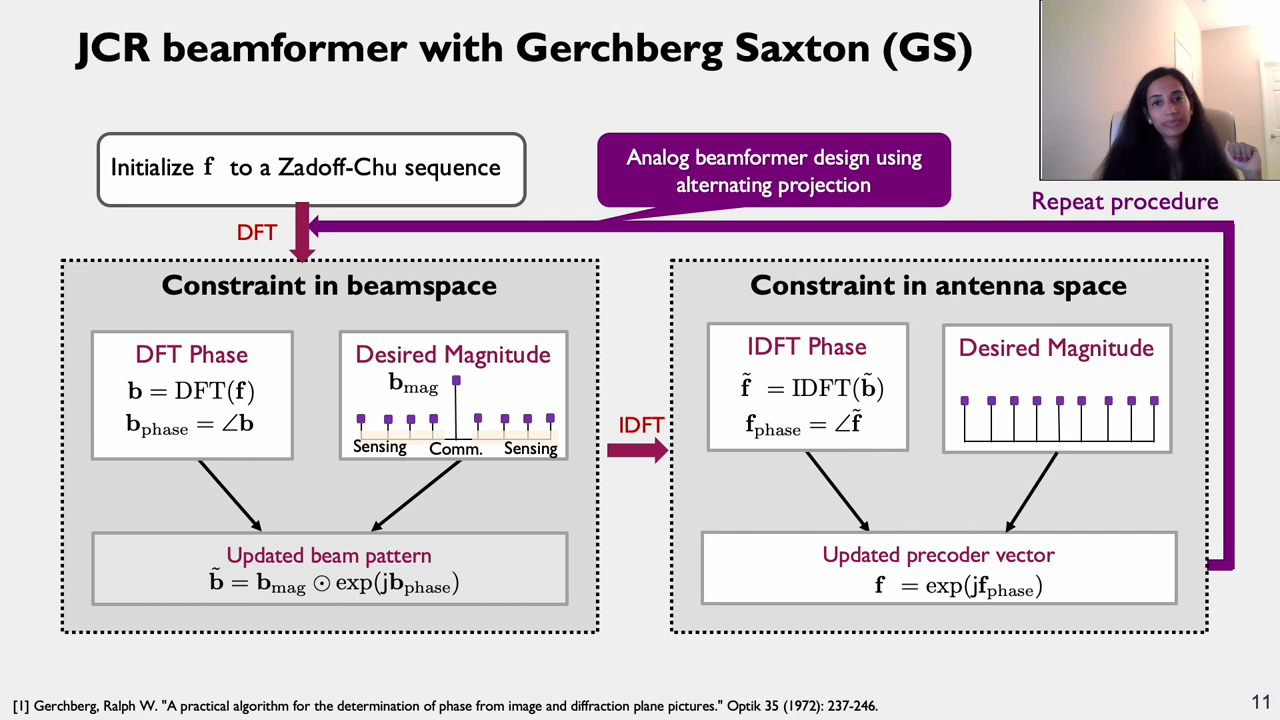 JCR beamformer with Gerchberg Saxton (GS)
Initialize f to a Zadoff-Chu sequence
Analog beamformer design using
alternating projection
Repeat procedure
DFT
Constraint in beamspace
DFT Phase
b = DFT(f)
b_phase = ∠b
Desired Magnitude
b_mag
Sensing Comm. Sensing
Updated beam pattern
b̃ = b_mag ⊙ exp(jb_phase)
IDFT
Constraint in antenna space
IDFT Phase
f̃ = IDFT(b̃)
f_phase = ∠f̃
Desired Magnitude
Updated precoder vector
f = exp(jf_phase)
[1] Gerchberg, Ralph W. "A practical algorithm for the determination of phase from image and diffraction plane pictures." Optik 35 (1972): 237-246.
11